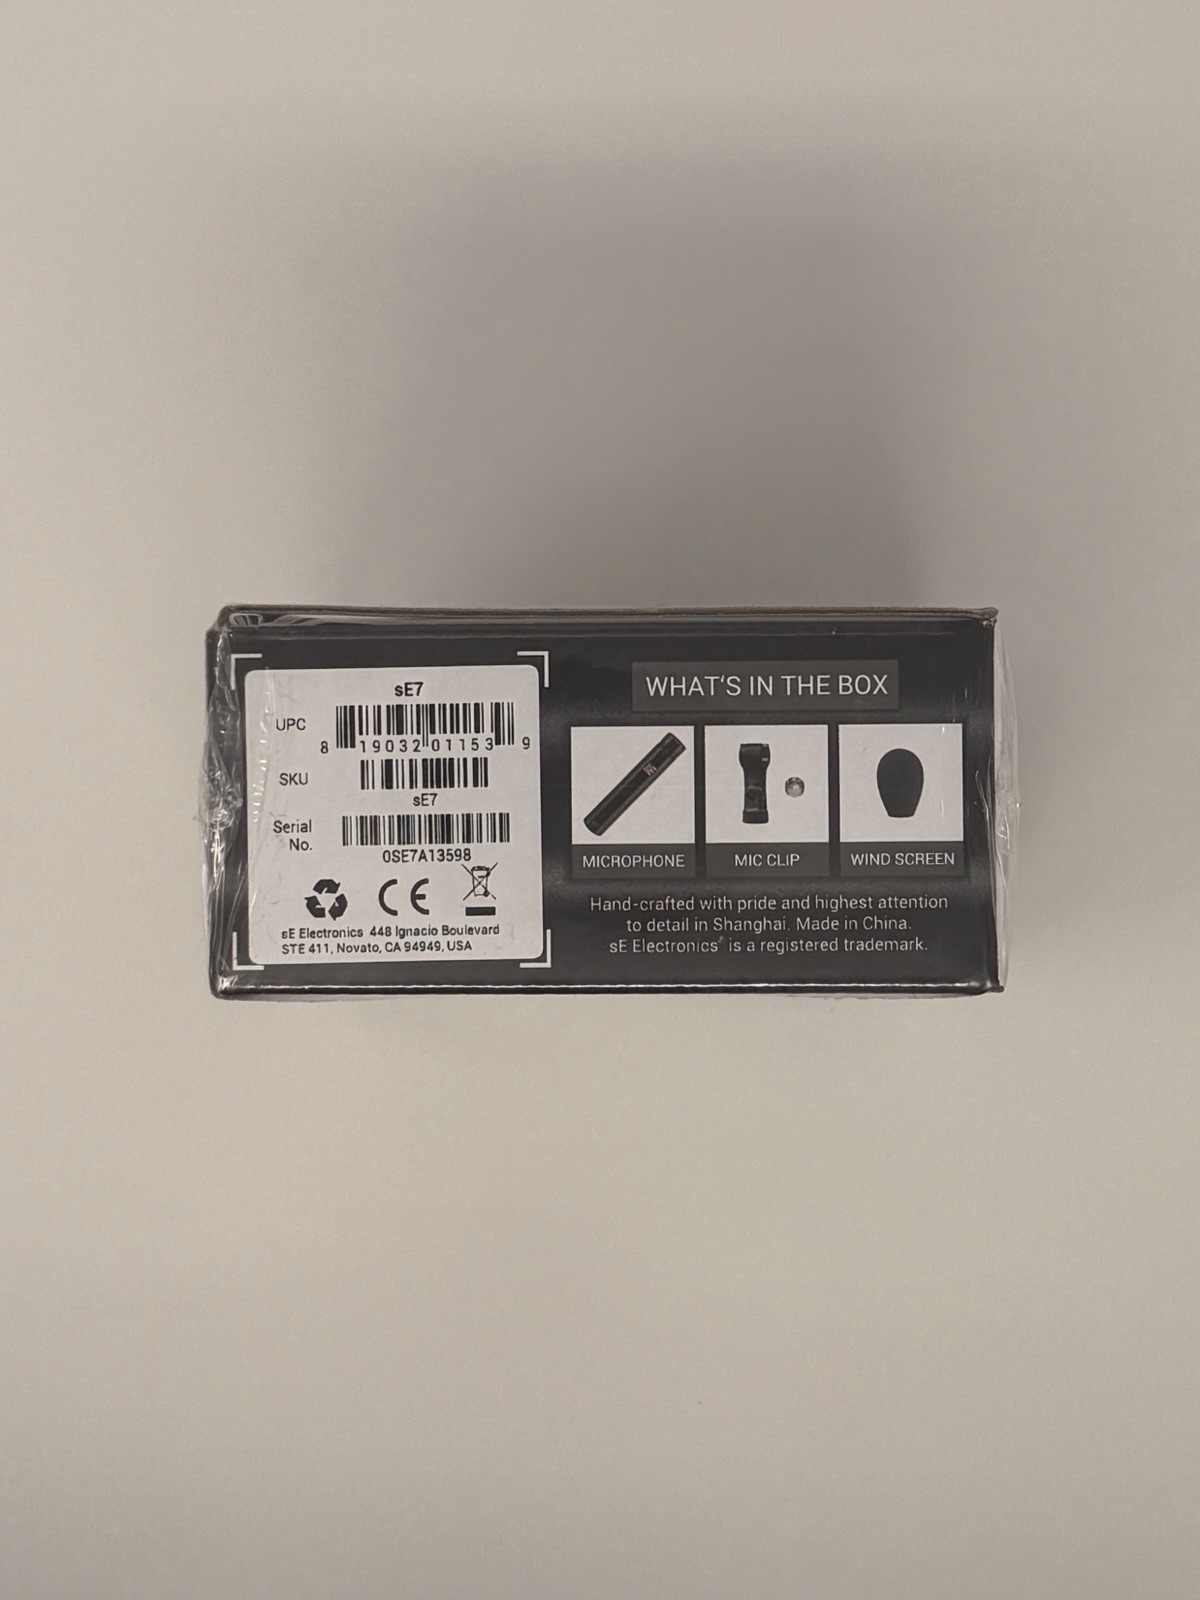 sE7
UPC
8 19032 01153 9
SKU
sE7
Serial
No.
0SE7A13598
CE
sE Electronics 448 Ignacio Boulevard
STE 411, Novato, CA 94949, USA
WHAT'S IN THE BOX
MICROPHONE
MIC CLIP
WIND SCREEN
Hand-crafted with pride and highest attention
to detail in Shanghai. Made in China.
sE Electronics® is a registered trademark.